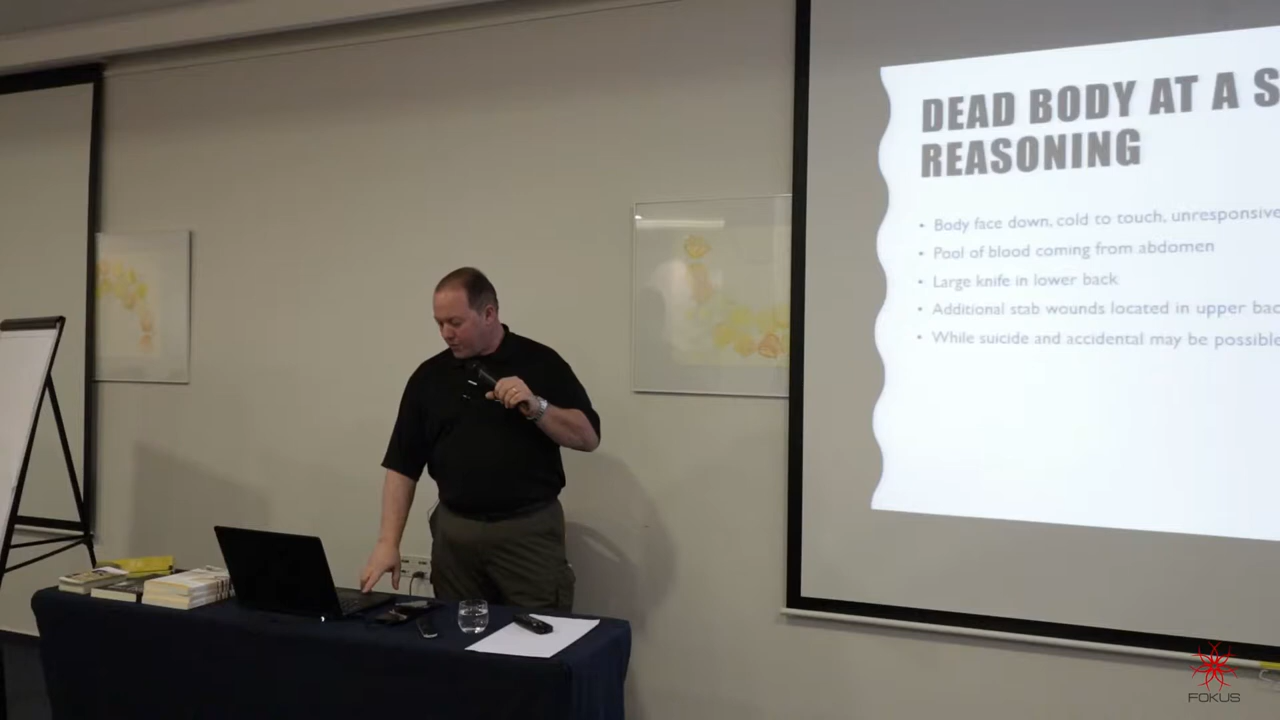 DEAD BODY AT A S
REASONING
• Body face down, cold to touch, unresponsive
• Pool of blood coming from abdomen
• Large knife in lower back
• Additional stab wounds located in upper bac
• While suicide and accidental may be possible
FOKUS